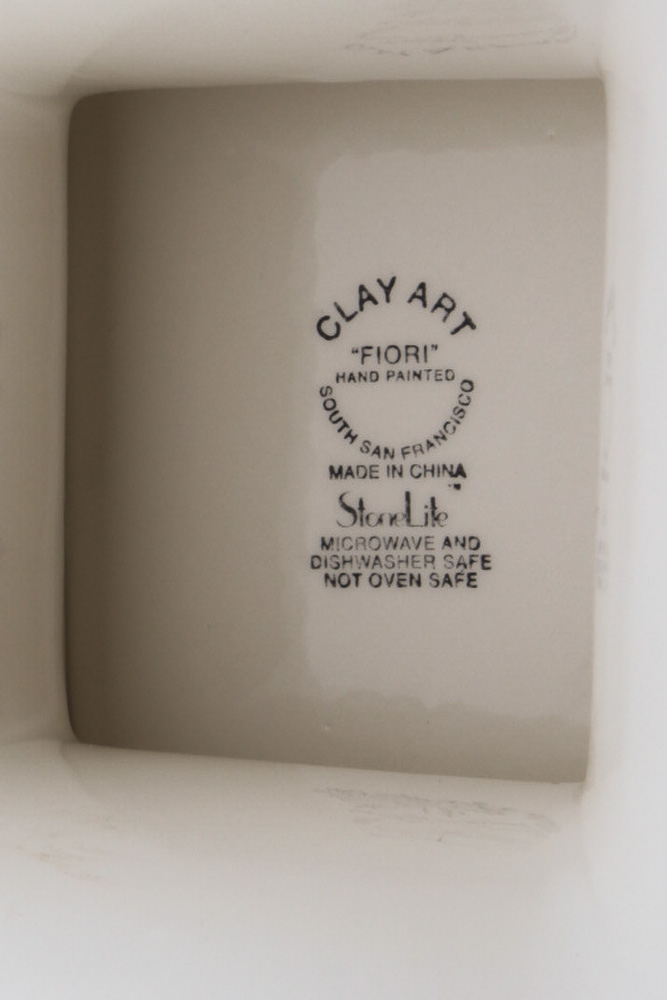 CLAY ART
"FIORI"
HAND PAINTED
SOUTH SAN FRANCISCO
MADE IN CHINA
StoneLite
MICROWAVE AND
DISHWASHER SAFE
NOT OVEN SAFE